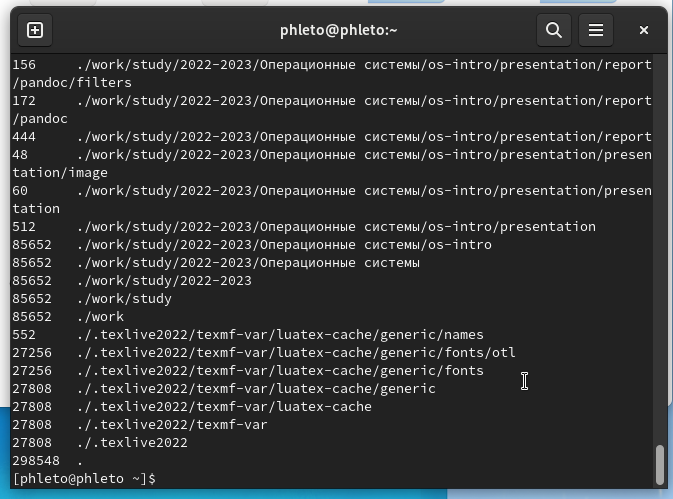 phleto@phleto:~
156     ./work/study/2022-2023/Операционные системы/os-intro/presentation/report
/pandoc/filters
172     ./work/study/2022-2023/Операционные системы/os-intro/presentation/report
/pandoc
444     ./work/study/2022-2023/Операционные системы/os-intro/presentation/report
48      ./work/study/2022-2023/Операционные системы/os-intro/presentation/presen
tation/image
60      ./work/study/2022-2023/Операционные системы/os-intro/presentation/presen
tation
512     ./work/study/2022-2023/Операционные системы/os-intro/presentation
85652   ./work/study/2022-2023/Операционные системы/os-intro
85652   ./work/study/2022-2023/Операционные системы
85652   ./work/study/2022-2023
85652   ./work/study
85652   ./work
552     ./.texlive2022/texmf-var/luatex-cache/generic/names
27256   ./.texlive2022/texmf-var/luatex-cache/generic/fonts/otl
27256   ./.texlive2022/texmf-var/luatex-cache/generic/fonts
27808   ./.texlive2022/texmf-var/luatex-cache/generic
27808   ./.texlive2022/texmf-var/luatex-cache
27808   ./.texlive2022/texmf-var
27808   ./.texlive2022
298548  .
[phleto@phleto ~]$